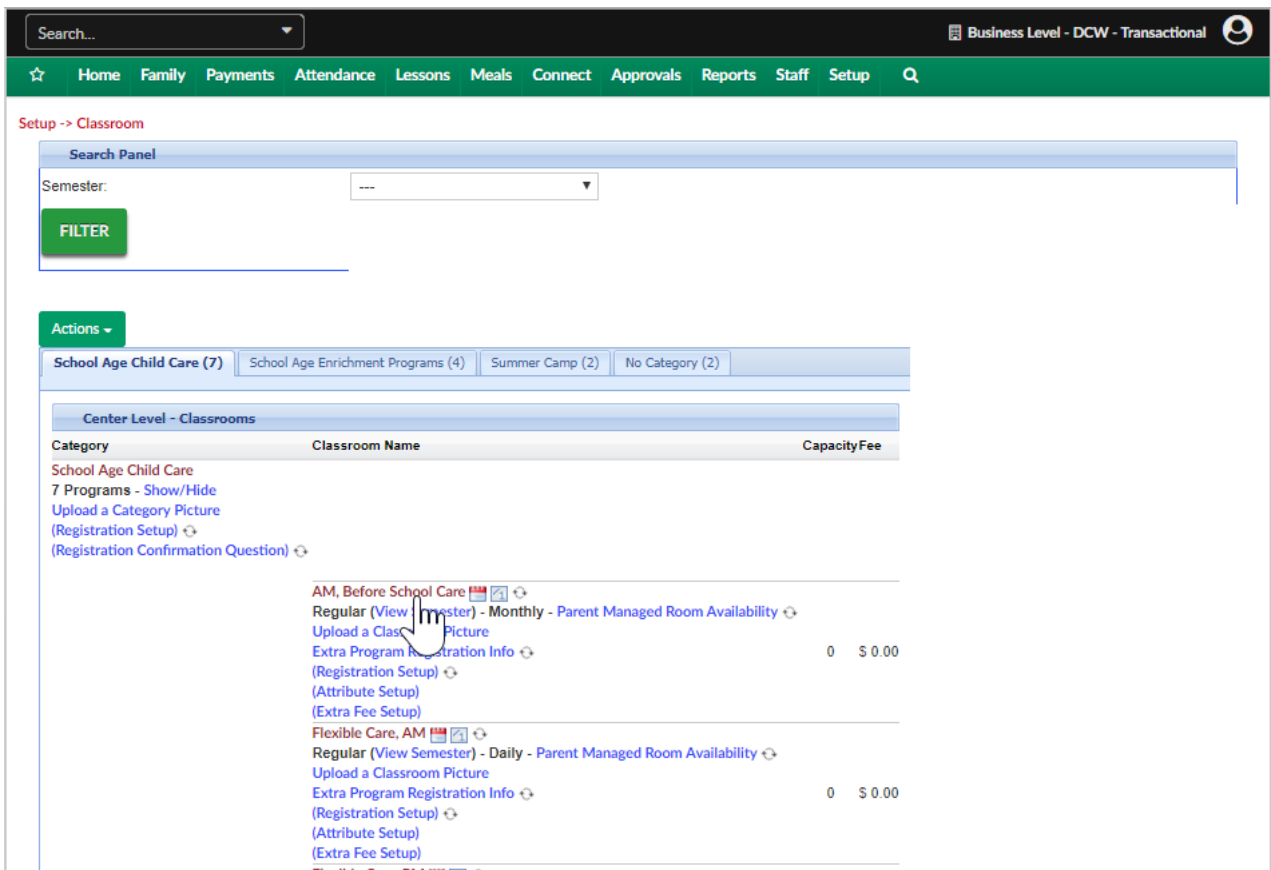 Search...
Business Level - DCW - Transactional
Home Family Payments Attendance Lessons Meals Connect Approvals Reports Staff Setup
Setup -> Classroom
Search Panel
Semester: ---
FILTER
Actions
School Age Child Care (7) School Age Enrichment Programs (4) Summer Camp (2) No Category (2)
Center Level - Classrooms
Category Classroom Name Capacity Fee
School Age Child Care
7 Programs - Show/Hide
Upload a Category Picture
(Registration Setup)
(Registration Confirmation Question)
AM, Before School Care
Regular (View Semester) - Monthly - Parent Managed Room Availability
Upload a Classroom Picture
Extra Program Registration Info 0 $ 0.00
(Registration Setup)
(Attribute Setup)
(Extra Fee Setup)
Flexible Care, AM
Regular (View Semester) - Daily - Parent Managed Room Availability
Upload a Classroom Picture
Extra Program Registration Info 0 $ 0.00
(Registration Setup)
(Attribute Setup)
(Extra Fee Setup)